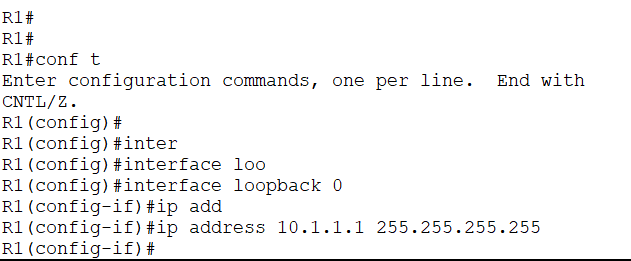 R1#
R1#
R1#conf t
Enter configuration commands, one per line.  End with
CNTL/Z.
R1(config)#
R1(config)#inter
R1(config)#interface loo
R1(config)#interface loopback 0
R1(config-if)#ip add
R1(config-if)#ip address 10.1.1.1 255.255.255.255
R1(config-if)#